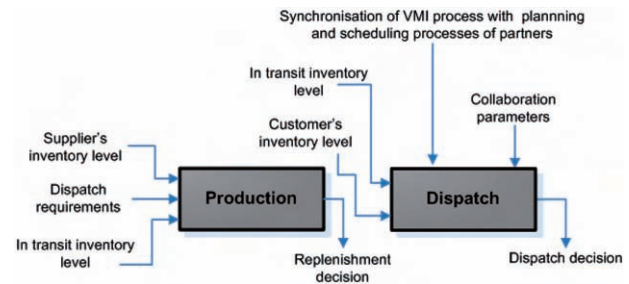 Synchronisation of VMI process with plannning
and scheduling processes of partners
In transit inventory
level
Collaboration
parameters
Customer's
inventory level
Supplier's
inventory level
Dispatch
requirements
In transit inventory
level
Production
Dispatch
Replenishment
decision
Dispatch decision